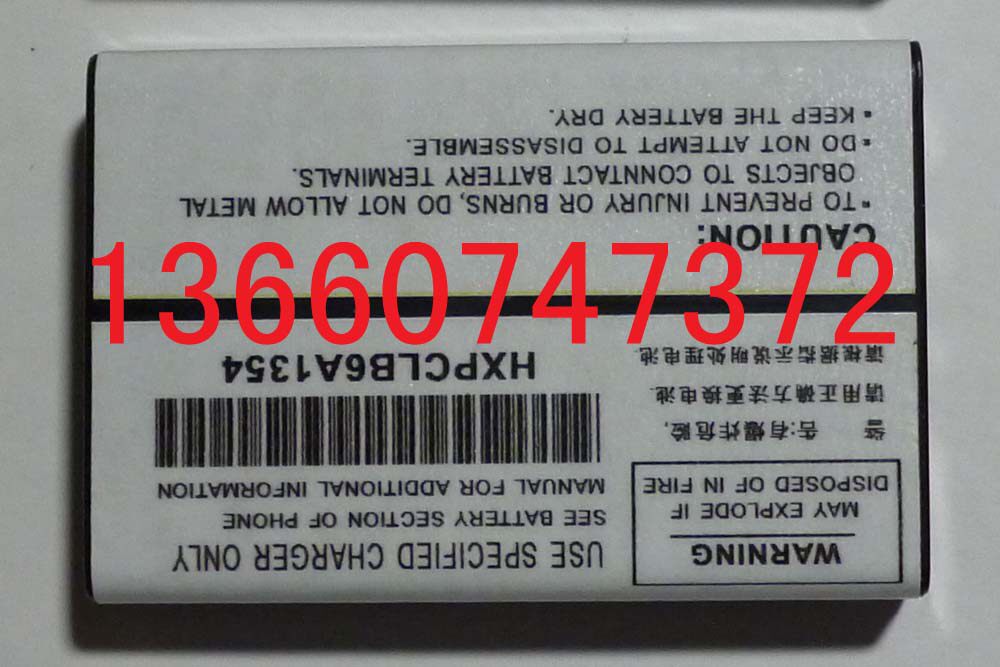 WARNING
MAY EXPLODE IF
DISPOSED OF IN FIRE
警 告:有爆炸危险,
请用正确方法更换电池.
请根据指示说明处理电池.
USE SPECIFIED CHARGER ONLY
SEE BATTERY SECTION OF PHONE
MANUAL FOR ADDITIONAL INFORMATION
HXPCLB6A1354
13660747372
CAUTION:
• TO PREVENT INJURY OR BURNS, DO NOT ALLOW METAL
OBJECTS TO CONNTACT BATTERY TERMINALS.
• DO NOT ATTEMPT TO DISASSEMBLE.
• KEEP THE BATTERY DRY.